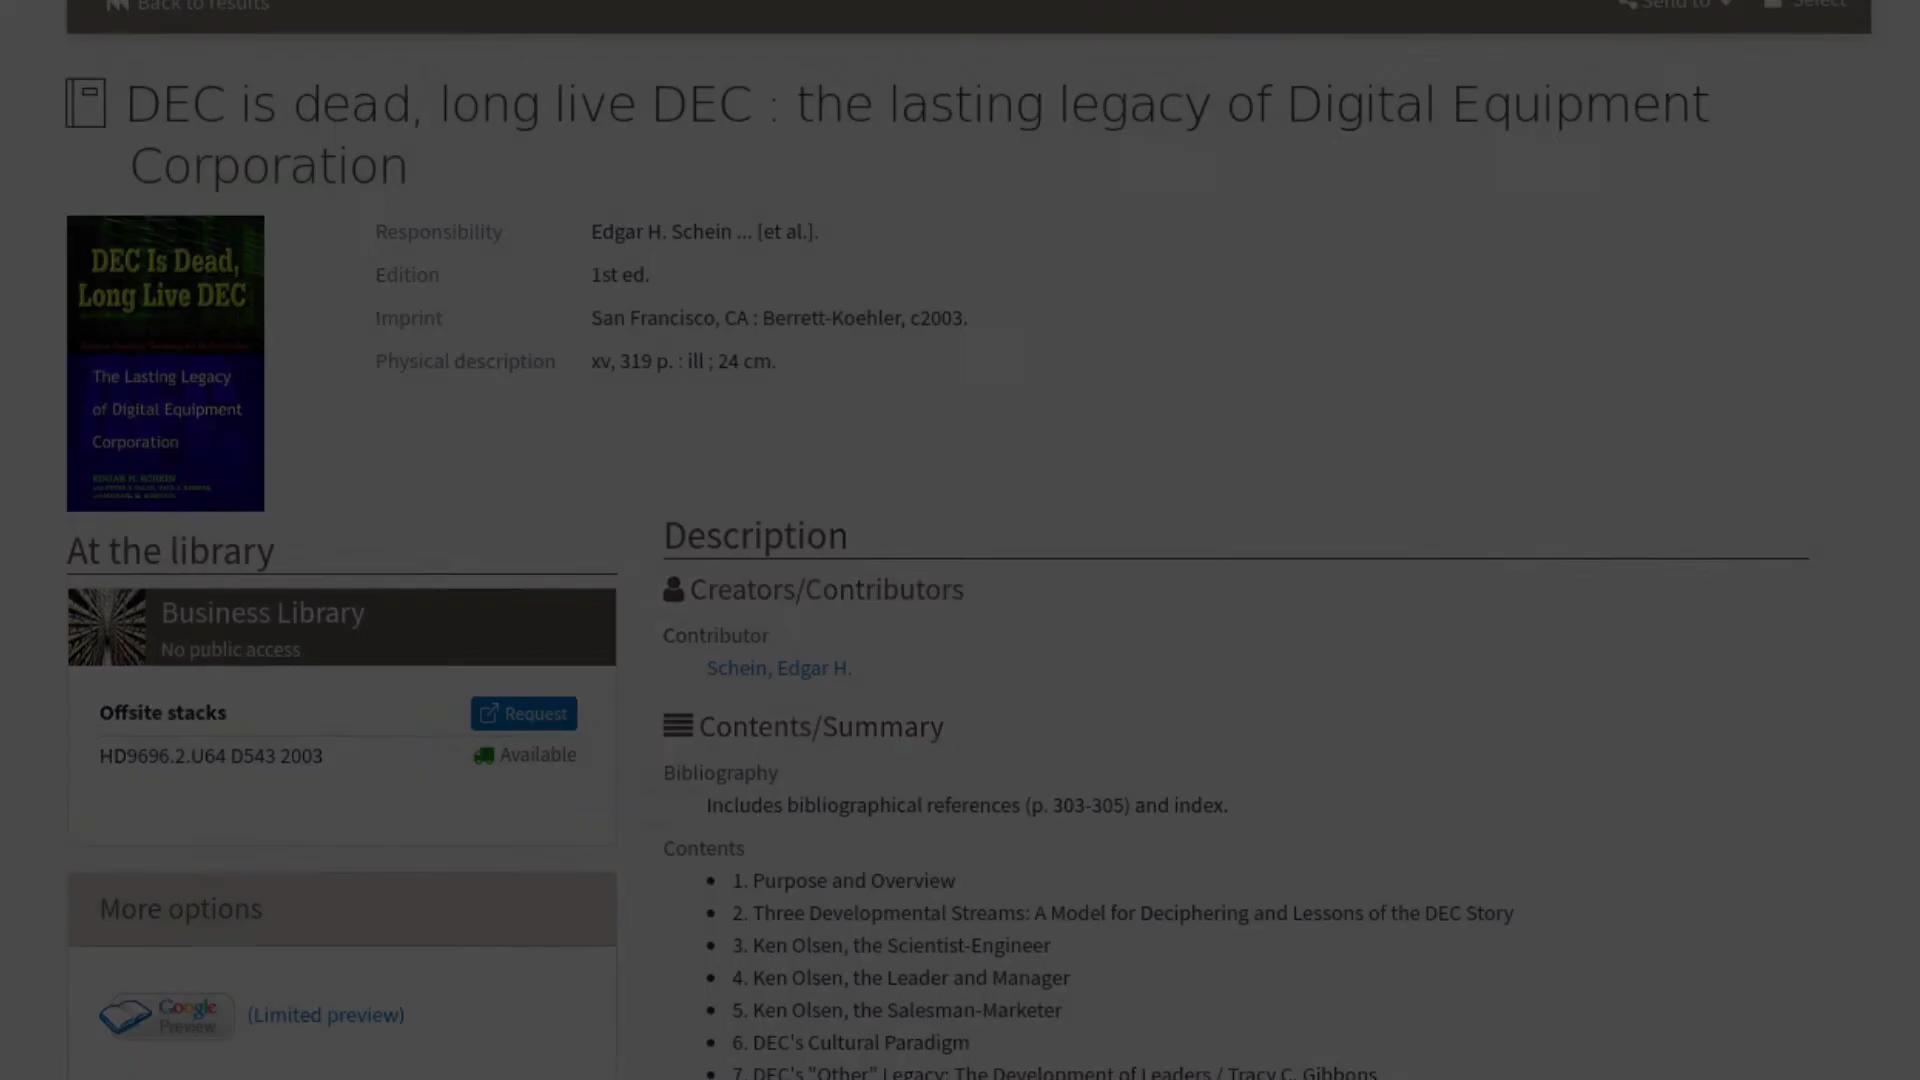 Back to results
Send to
Select
DEC is dead, long live DEC : the lasting legacy of Digital Equipment
Corporation
DEC Is Dead,
Long Live DEC
The Lasting Legacy
of Digital Equipment
Corporation
EDGAR H. SCHEIN
Responsibility Edgar H. Schein ... [et al.].
Edition 1st ed.
Imprint San Francisco, CA : Berrett-Koehler, c2003.
Physical description xv, 319 p. : ill ; 24 cm.
At the library
Business Library
No public access
Offsite stacks Request
HD9696.2.U64 D543 2003 Available
More options
Google
Preview
(Limited preview)
Description
Creators/Contributors
Contributor
Schein, Edgar H.
Contents/Summary
Bibliography
Includes bibliographical references (p. 303-305) and index.
Contents
• 1. Purpose and Overview
• 2. Three Developmental Streams: A Model for Deciphering and Lessons of the DEC Story
• 3. Ken Olsen, the Scientist-Engineer
• 4. Ken Olsen, the Leader and Manager
• 5. Ken Olsen, the Salesman-Marketer
• 6. DEC's Cultural Paradigm
• 7. DEC's "Other" Legacy: The Development of Leaders / Tracy C. Gibbons